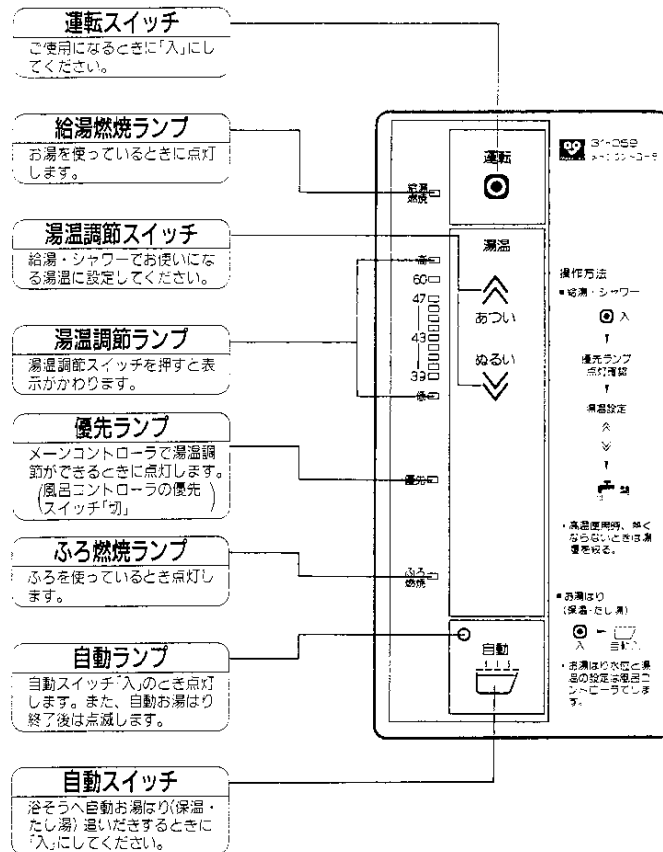 運転スイッチ
ご使用になるときに「入」にし
てください。
給湯燃焼ランプ
お湯を使っているときに点灯
します。
湯温調節スイッチ
給湯・シャワーでお使いにな
る湯温に設定してください。
湯温調節ランプ
湯温調節スイッチを押すと表
示がかわります。
優先ランプ
メーンコントローラで湯温調
節ができるときに点灯します。
(風呂コントローラの優先
スイッチ「切」)
ふろ燃焼ランプ
ふろを使っているとき点灯し
ます。
自動ランプ
自動スイッチ「入」のとき点灯
します。また、自動お湯はり
終了後は点滅します。
自動スイッチ
浴そうへ自動お湯はり(保温・
たし湯)追いだきするときに
「入」にしてください。
運転
給湯
燃焼
湯温
高
60
47
43
39
低
あつい
ぬるい
優先
ふろ
燃焼
自動
31-059
メーンコントローラ
操作方法
■給湯・シャワー
入
優先ランプ
点灯確認
湯温設定
・高温使用時、熱く
ならないときは湯
量を絞る。
■お湯はり
(保温・たし湯)
入
自動
・お湯はり水位と湯
温の設定は風呂コ
ントローラでしま
す。